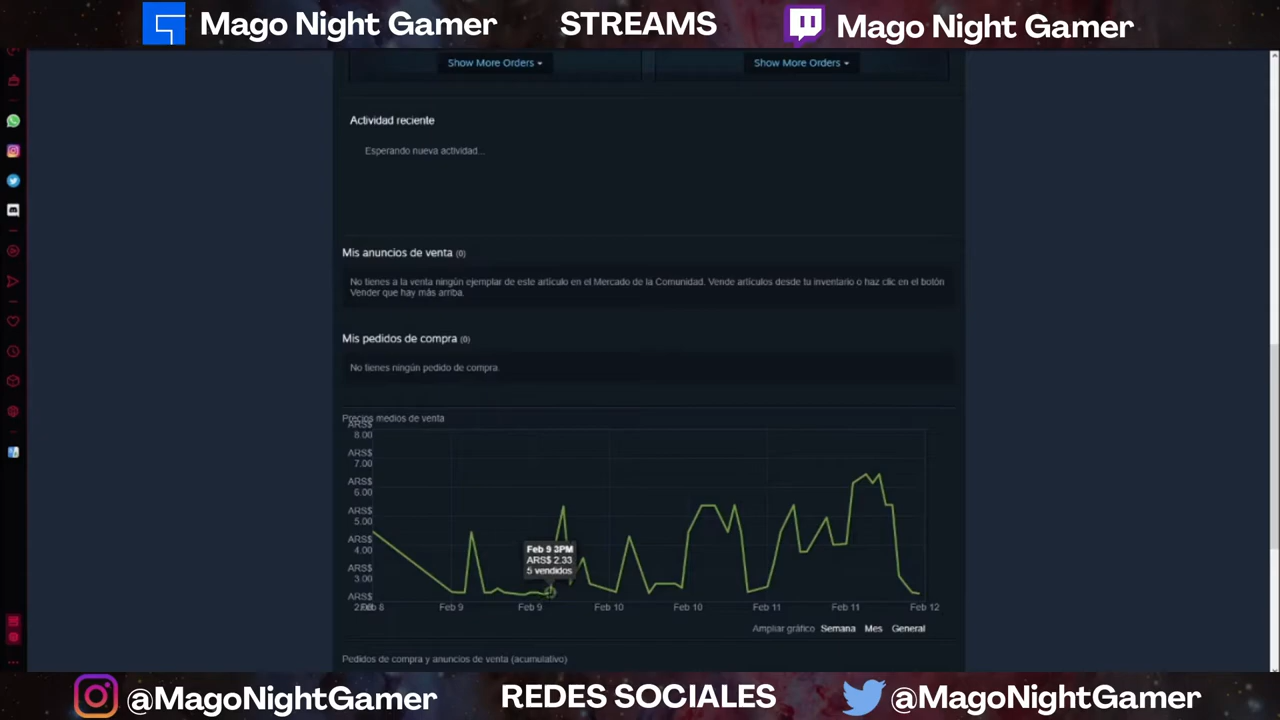 Mago Night Gamer STREAMS Mago Night Gamer
Show More Orders Show More Orders
Actividad reciente
Esperando nueva actividad...
Mis anuncios de venta (0)
No tienes a la venta ningún ejemplar de este artículo en el Mercado de la Comunidad. Vende artículos desde tu inventario o haz clic en el botón
Vender que hay más arriba.
Mis pedidos de compra (0)
No tienes ningún pedido de compra.
Precios medios de venta
ARS$
8.00
ARS$
7.00
ARS$
6.00
ARS$
5.00
ARS$
4.00
ARS$
3.00
ARS$
Feb 9 3PM
ARS$ 2.33
5 vendidos
Feb 8 Feb 9 Feb 9 Feb 10 Feb 10 Feb 11 Feb 11 Feb 12
Ampliar gráfico Semana Mes General
Pedidos de compra y anuncios de venta (acumulativo)
@MagoNightGamer REDES SOCIALES @MagoNightGamer